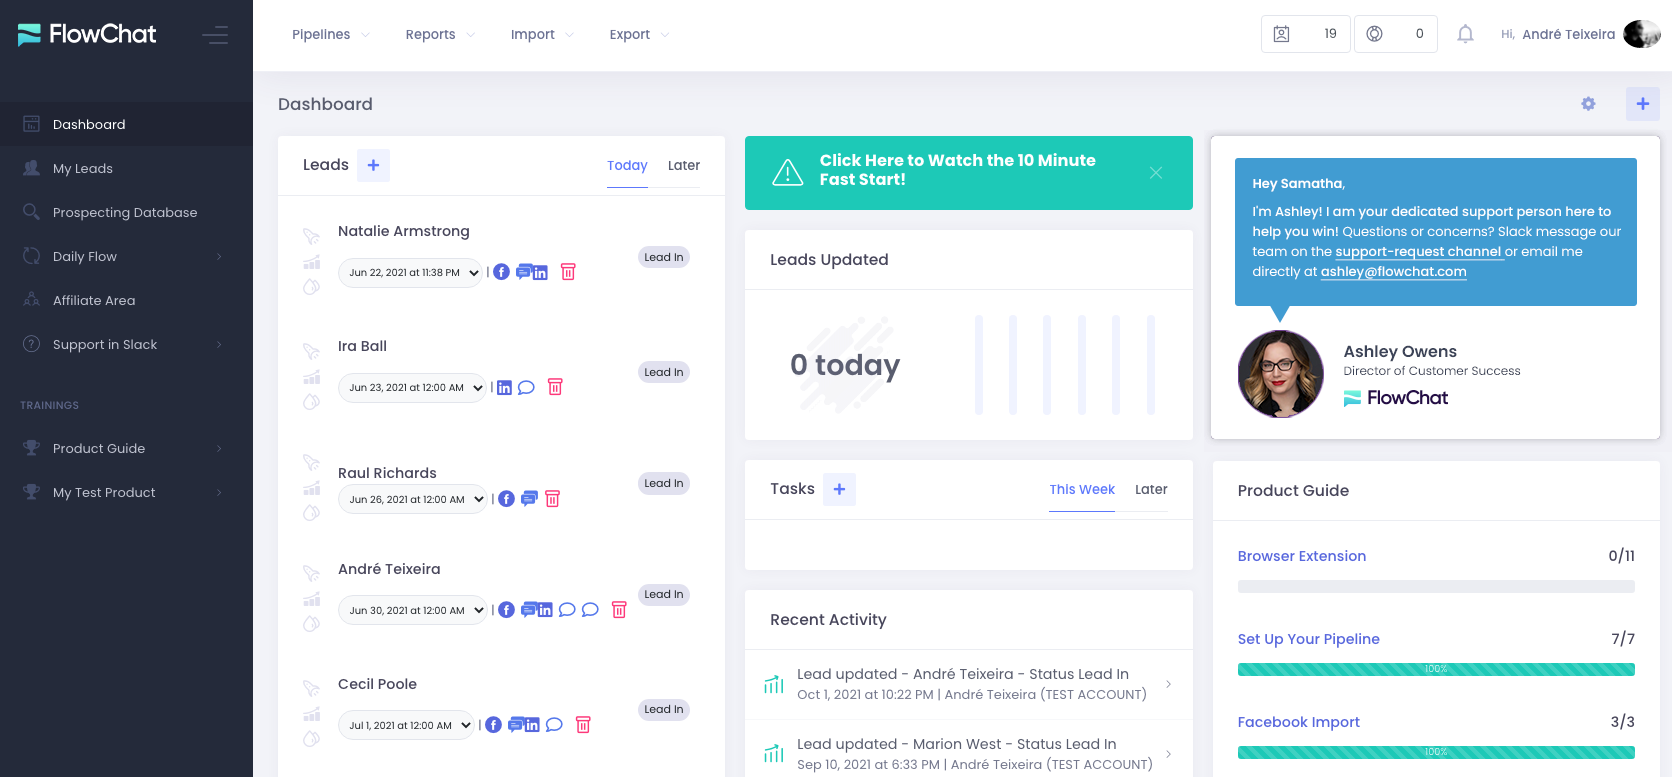 FlowChat
Pipelines
Reports
Import
Export
19
0
Hi, André Teixeira
Dashboard
My Leads
Prospecting Database
Daily Flow
Affiliate Area
Support in Slack
TRAININGS
Product Guide
My Test Product
Dashboard
Leads
Today
Later
Natalie Armstrong
Jun 22, 2021 at 11:38 PM
|
Lead In
Ira Ball
Jun 23, 2021 at 12:00 AM
|
Lead In
Raul Richards
Jun 26, 2021 at 12:00 AM
|
Lead In
André Teixeira
Jun 30, 2021 at 12:00 AM
|
Lead In
Cecil Poole
Jul 1, 2021 at 12:00 AM
|
Lead In
Click Here to Watch the 10 Minute
Fast Start!
Leads Updated
0 today
Tasks
This Week
Later
Recent Activity
Lead updated - André Teixeira - Status Lead In
Oct 1, 2021 at 10:22 PM | André Teixeira (TEST ACCOUNT)
Lead updated - Marion West - Status Lead In
Sep 10, 2021 at 6:33 PM | André Teixeira (TEST ACCOUNT)
Hey Samatha,
I'm Ashley! I am your dedicated support person here to
help you win! Questions or concerns? Slack message our
team on the support-request channel or email me
directly at ashley@flowchat.com
Ashley Owens
Director of Customer Success
FlowChat
Product Guide
Browser Extension
0/11
Set Up Your Pipeline
7/7
100%
Facebook Import
3/3
100%